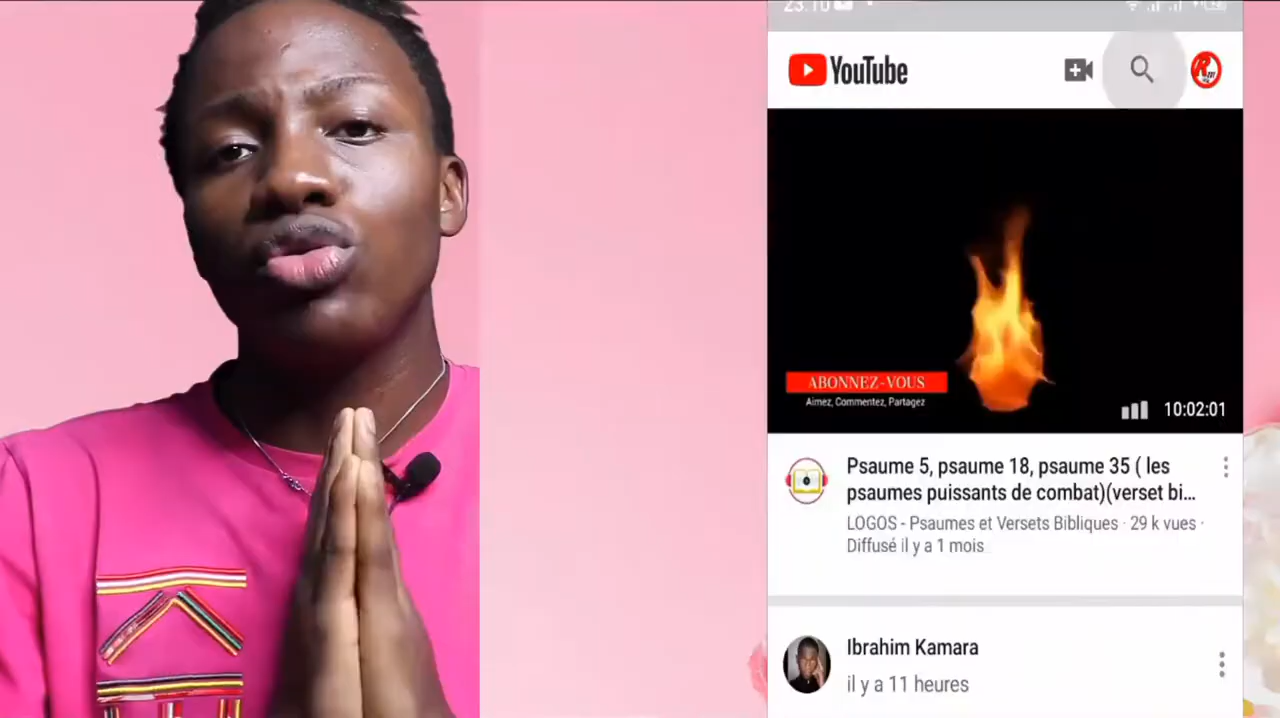 23:10
YouTube
ABONNEZ-VOUS
Aimez, Commentez, Partagez
10:02:01
Psaume 5, psaume 18, psaume 35 ( les
psaumes puissants de combat)(verset bi...
LOGOS - Psaumes et Versets Bibliques · 29 k vues ·
Diffusé il y a 1 mois
Ibrahim Kamara
il y a 11 heures